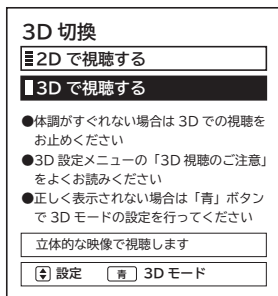 3D 切換
2D で視聴する
3D で視聴する
●体調がすぐれない場合は 3D での視聴を
お止めください
●3D 設定メニューの「3D 視聴のご注意」
をよくお読みください
●正しく表示されない場合は「青」ボタン
で 3D モードの設定を行ってください
立体的な映像で視聴します
設定 青 3D モード